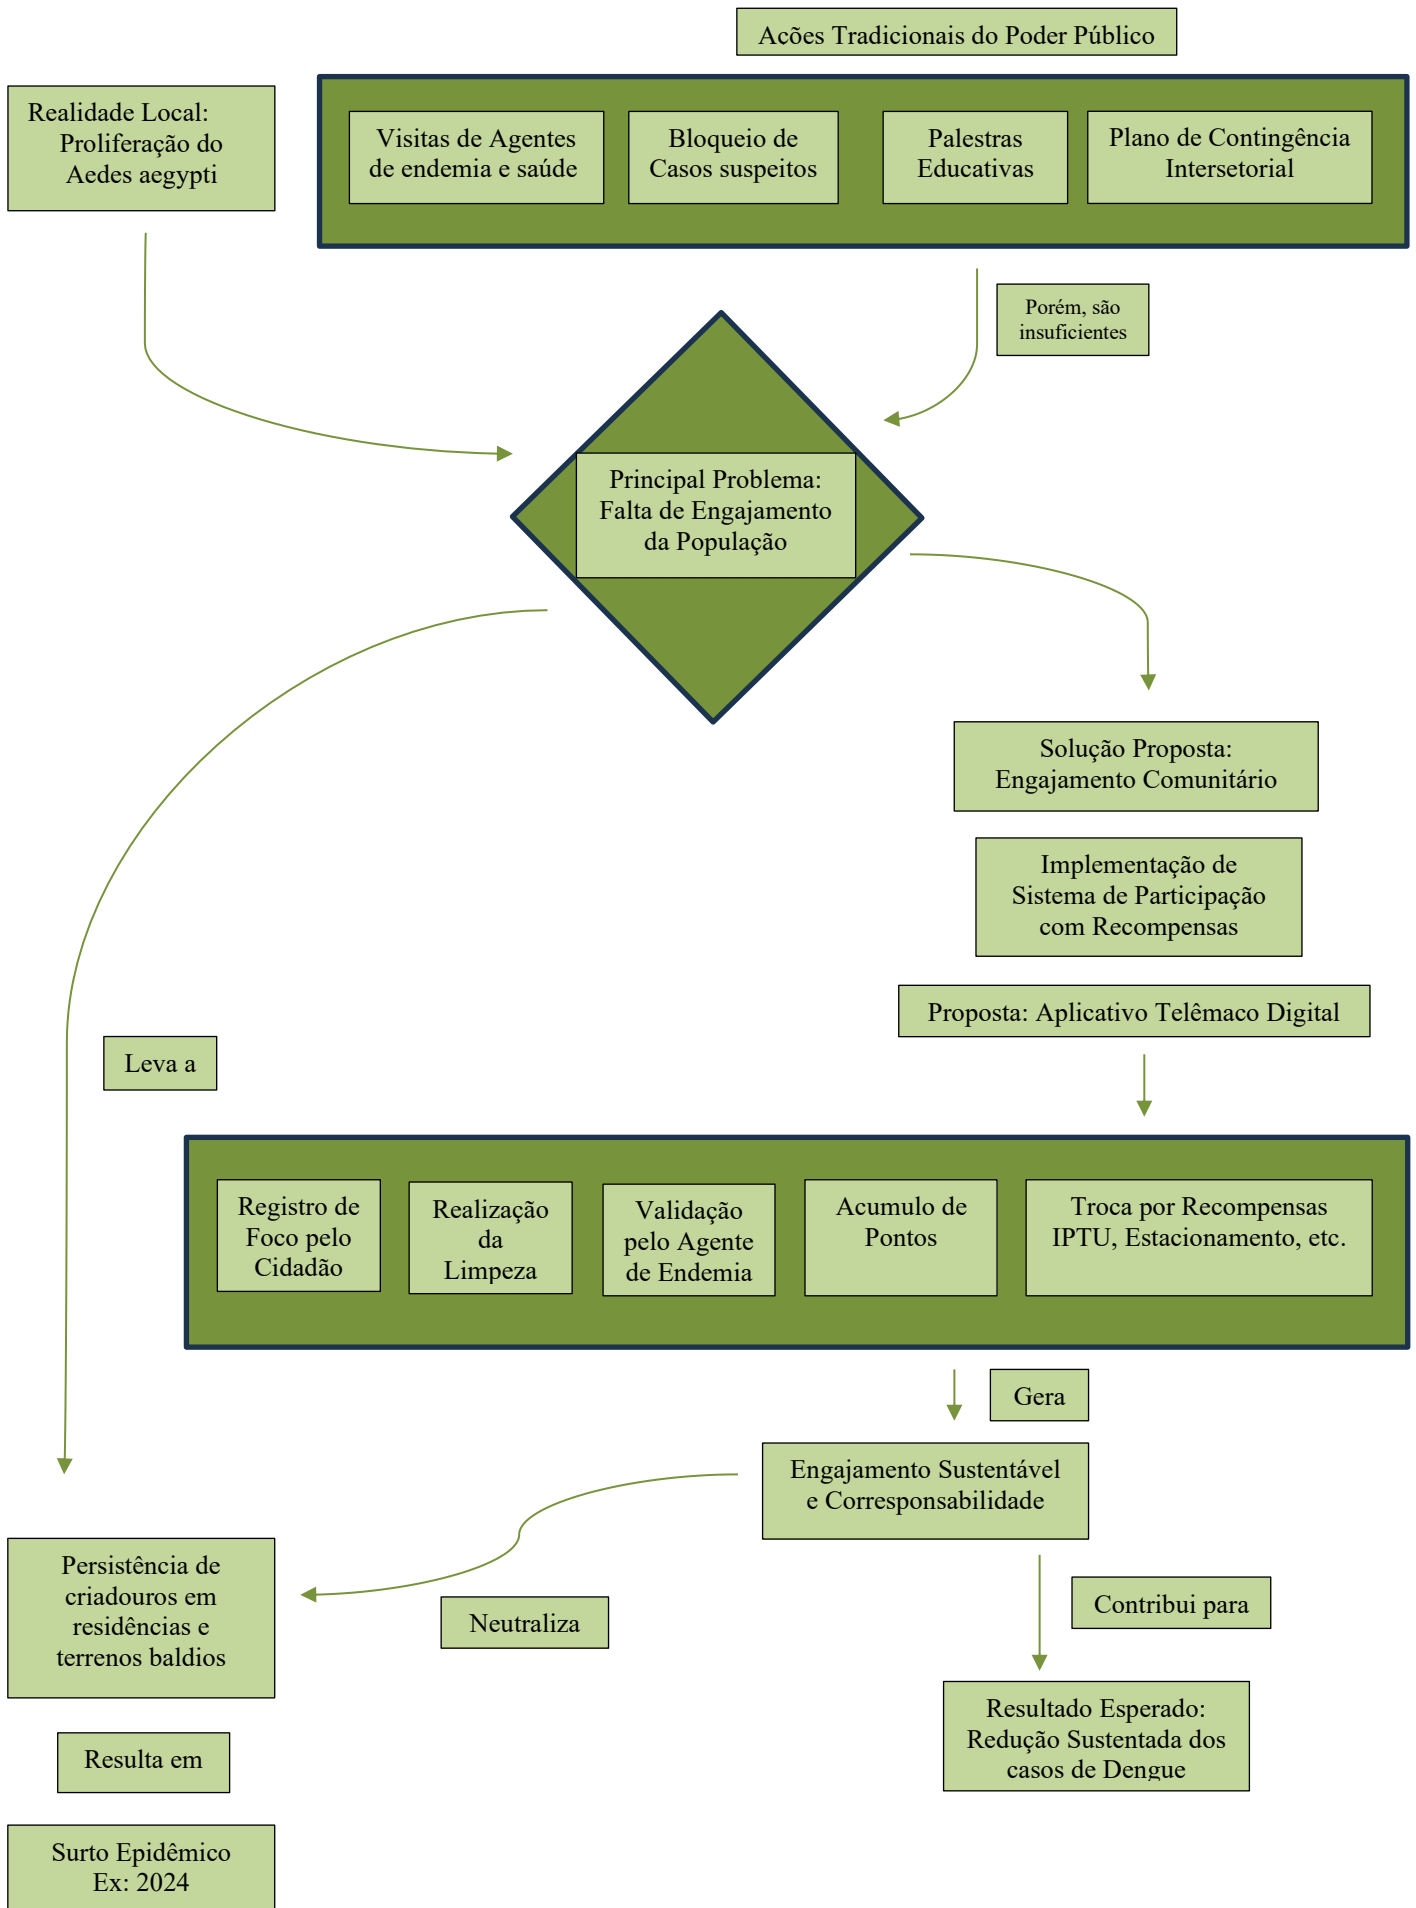 Acões Tradicionais do Poder Público
Realidade Local:
Proliferação do
Aedes aegypti
Visitas de Agentes
de endemia e saúde
Bloqueio de
Casos suspeitos
Palestras
Educativas
Plano de Contingência
Intersetorial
Porém, são
insuficientes
Principal Problema:
Falta de Engajamento
da População
Solução Proposta:
Engajamento Comunitário
Implementação de
Sistema de Participação
com Recompensas
Proposta: Aplicativo Telêmaco Digital
Leva a
Registro de
Foco pelo
Cidadão
Realização
da
Limpeza
Validação
pelo Agente
de Endemia
Acumulo de
Pontos
Troca por Recompensas
IPTU, Estacionamento, etc.
Gera
Engajamento Sustentável
e Corresponsabilidade
Persistência de
criadouros em
residências e
terrenos baldios
Neutraliza
Contribui para
Resultado Esperado:
Redução Sustentada dos
casos de Dengue
Resulta em
Surto Epidêmico
Ex: 2024